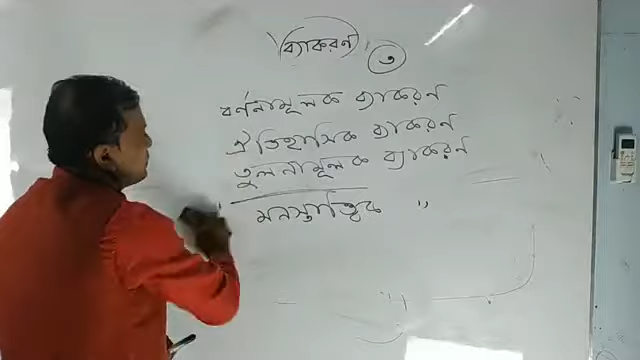 (ব্যাকরণ) ৩
বর্ণনামূলক ব্যাকরণ
ঐতিহাসিক ব্যাকরণ
তুলনামূলক ব্যাকরণ
মনস্তাত্ত্বিক "